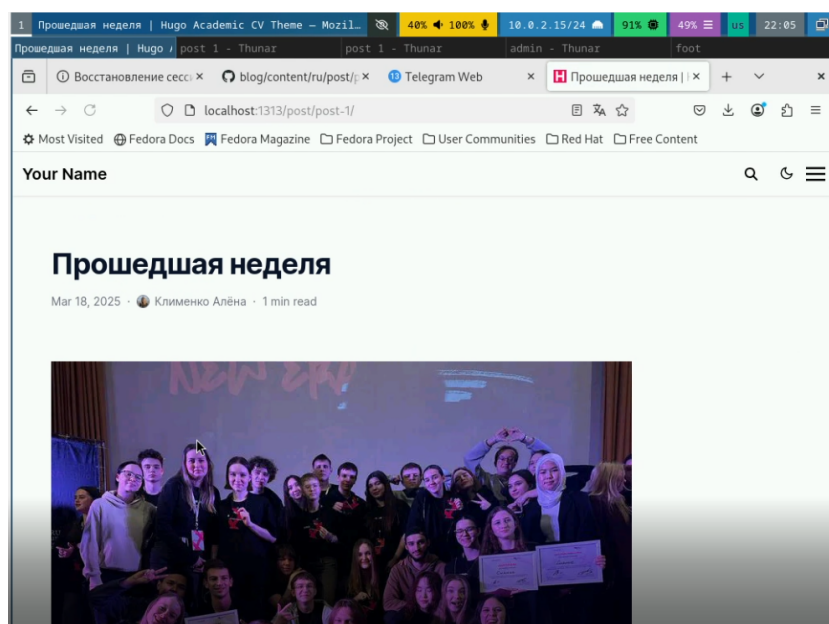 1 Прошедшая неделя | Hugo Academic CV Theme — Mozil… 40% 100% 10.0.2.15/24 91% 49% us 22:05
Прошедшая неделя | Hugo post 1 - Thunar post 1 - Thunar admin - Thunar foot
Восстановление сесс blog/content/ru/post/p 13 Telegram Web Прошедшая неделя |
localhost:1313/post/post-1/
Most Visited Fedora Docs Fedora Magazine Fedora Project User Communities Red Hat Free Content
Your Name
Прошедшая неделя
Mar 18, 2025 · Клименко Алёна · 1 min read
NEW ERA